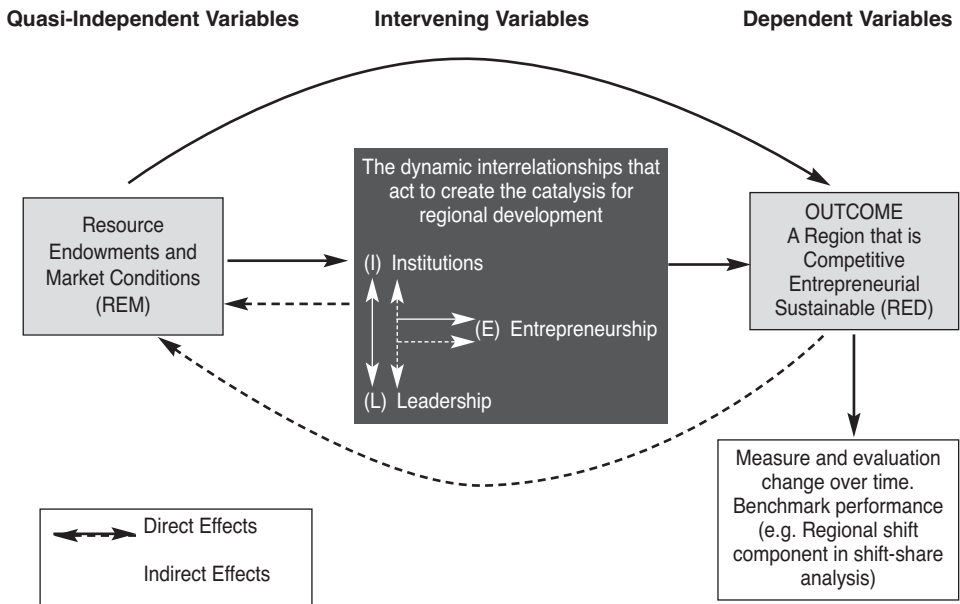 Quasi-Independent Variables
Intervening Variables
Dependent Variables
Resource
Endowments and
Market Conditions
(REM)
The dynamic interrelationships that
act to create the catalysis for
regional development
(I) Institutions
(E) Entrepreneurship
(L) Leadership
OUTCOME
A Region that is
Competitive
Entrepreneurial
Sustainable (RED)
Measure and evaluation
change over time.
Benchmark performance
(e.g. Regional shift
component in shift-share
analysis)
Direct Effects
Indirect Effects